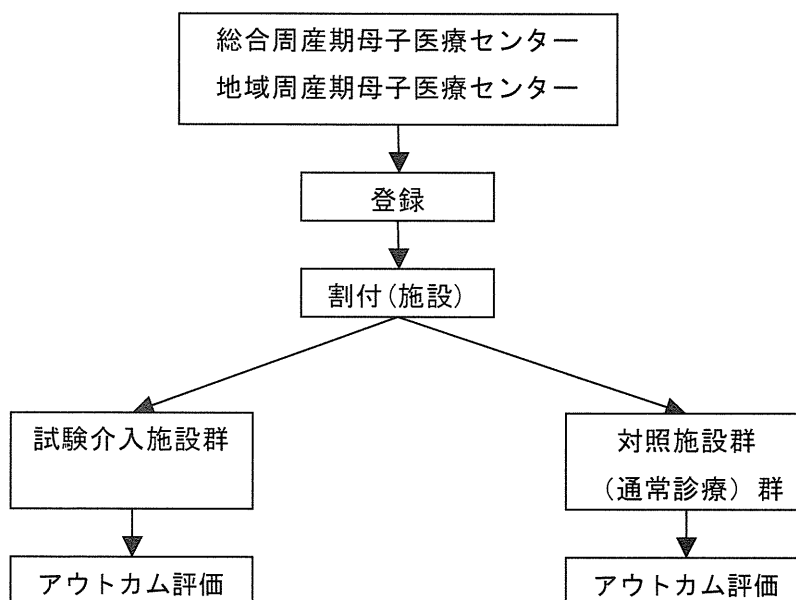 総合周産期母子医療センター
地域周産期母子医療センター
登録
割付(施設)
試験介入施設群
対照施設群
(通常診療)群
アウトカム評価
アウトカム評価